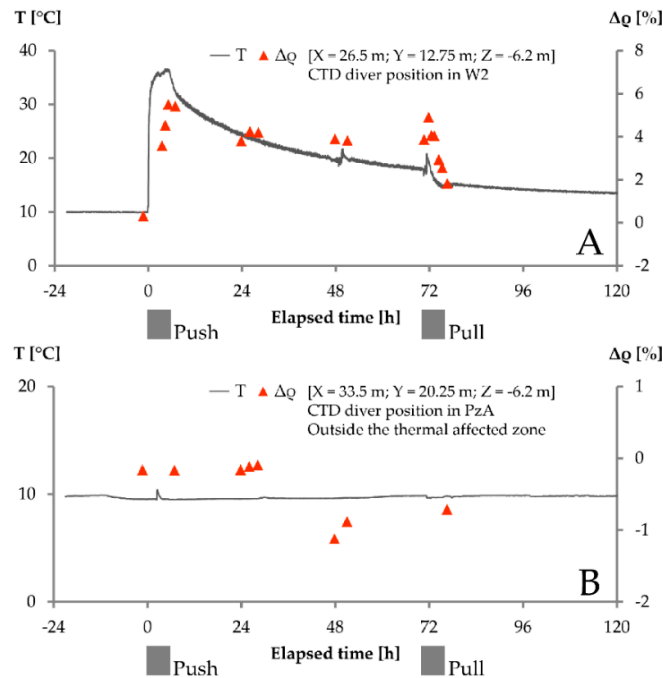 T [°C]
Δϱ [%]
40
30
20
10
0
8
6
4
2
0
-2
T Δϱ [X = 26.5 m; Y = 12.75 m; Z = -6.2 m]
CTD diver position in W2
A
-24 0 24 48 72 96 120
Push Elapsed time [h] Pull
T [°C]
Δϱ [%]
20
10
0
1
0
-1
-2
T Δϱ [X = 33.5 m; Y = 20.25 m; Z = -6.2 m]
CTD diver position in PzA
Outside the thermal affected zone
B
-24 0 24 48 72 96 120
Push Elapsed time [h] Pull